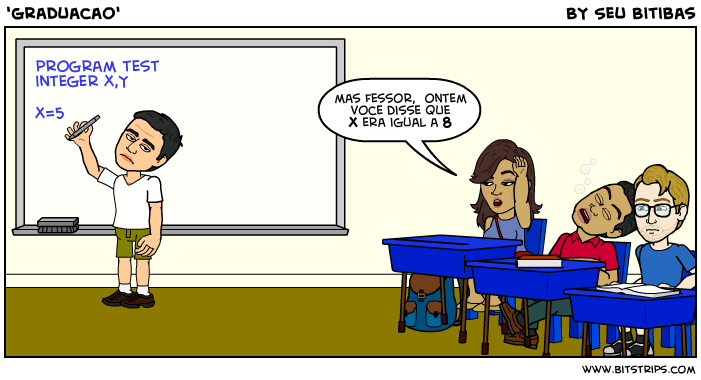 'GRADUACAO'
BY SEU BITIBAS
PROGRAM TEST
INTEGER X,Y
X=5
MAS FESSOR, ONTEM
VOCE DISSE QUE
X ERA IGUAL A 8
WWW.BITSTRIPS.COM